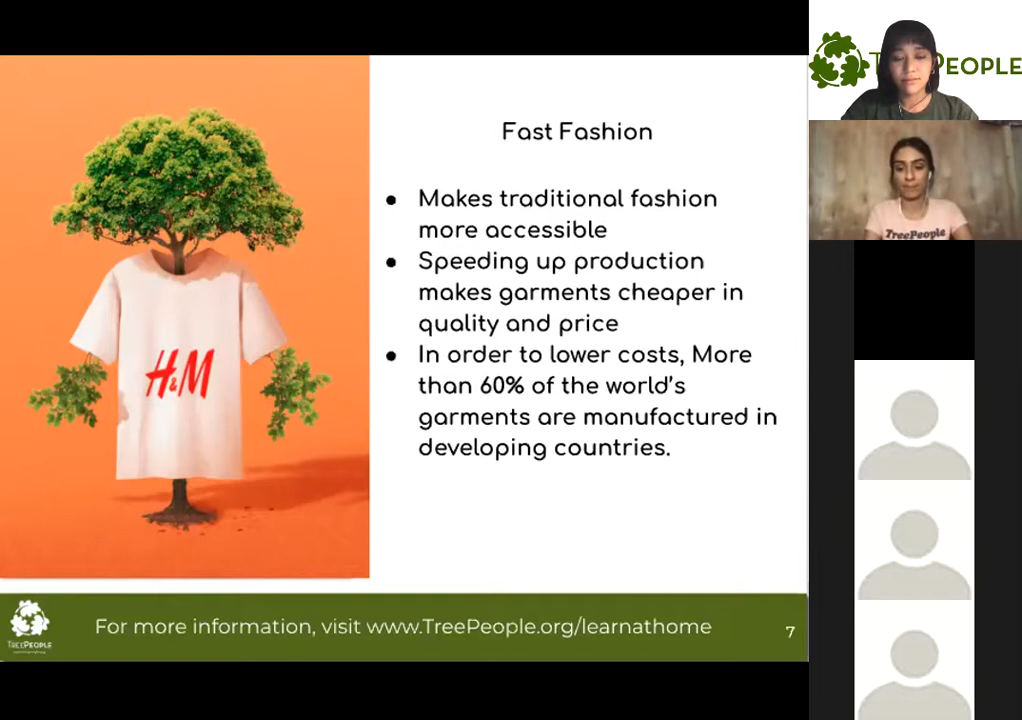 Fast Fashion
● Makes traditional fashion
more accessible
● Speeding up production
makes garments cheaper in
quality and price
● In order to lower costs, More
than 60% of the world's
garments are manufactured in
developing countries.
H&M
TREEPEOPLE
For more information, visit www.TreePeople.org/learnathome
7
PEOPLE
TreePeople